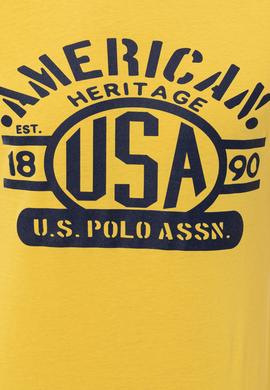 ·AMERICAN·
HERITAGE
EST.
18 USA 90
U.S. POLO ASSN.